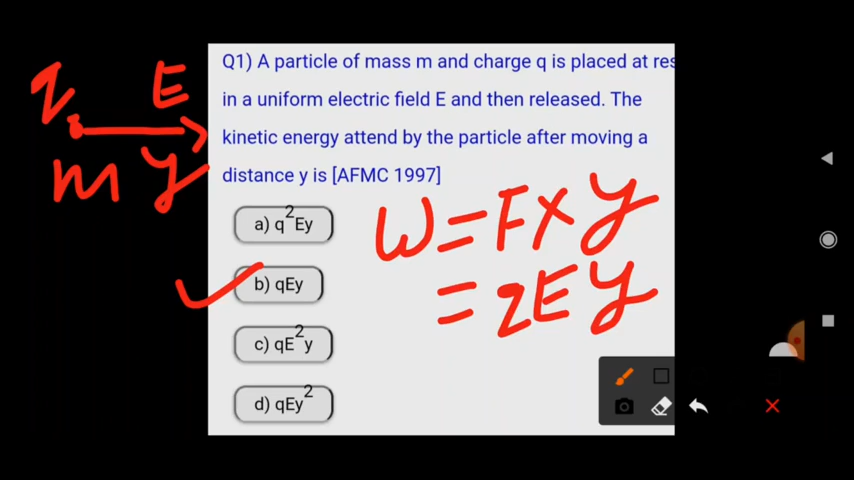 q
E
m
y
Q1) A particle of mass m and charge q is placed at res
in a uniform electric field E and then released. The
kinetic energy attend by the particle after moving a
distance y is [AFMC 1997]
a) q²Ey
b) qEy
c) qE²y
d) qEy²
W=F×y
=qEy